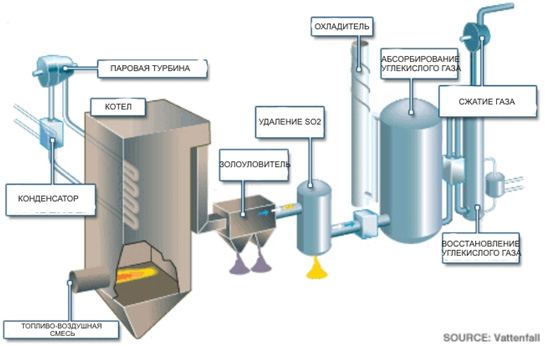 ОХЛАДИТЕЛЬ
ПАРОВАЯ ТУРБИНА
АБСОРБИРОВАНИЕ
УГЛЕКИСЛОГО ГАЗА
СЖАТИЕ ГАЗА
КОТЕЛ
УДАЛЕНИЕ SO2
ЗОЛОУЛОВИТЕЛЬ
КОНДЕНСАТОР
ВОССТАНОВЛЕНИЕ
УГЛЕКИСЛОГО ГАЗА
ТОПЛИВО-ВОЗДУШНАЯ
СМЕСЬ
SOURCE: Vattenfall